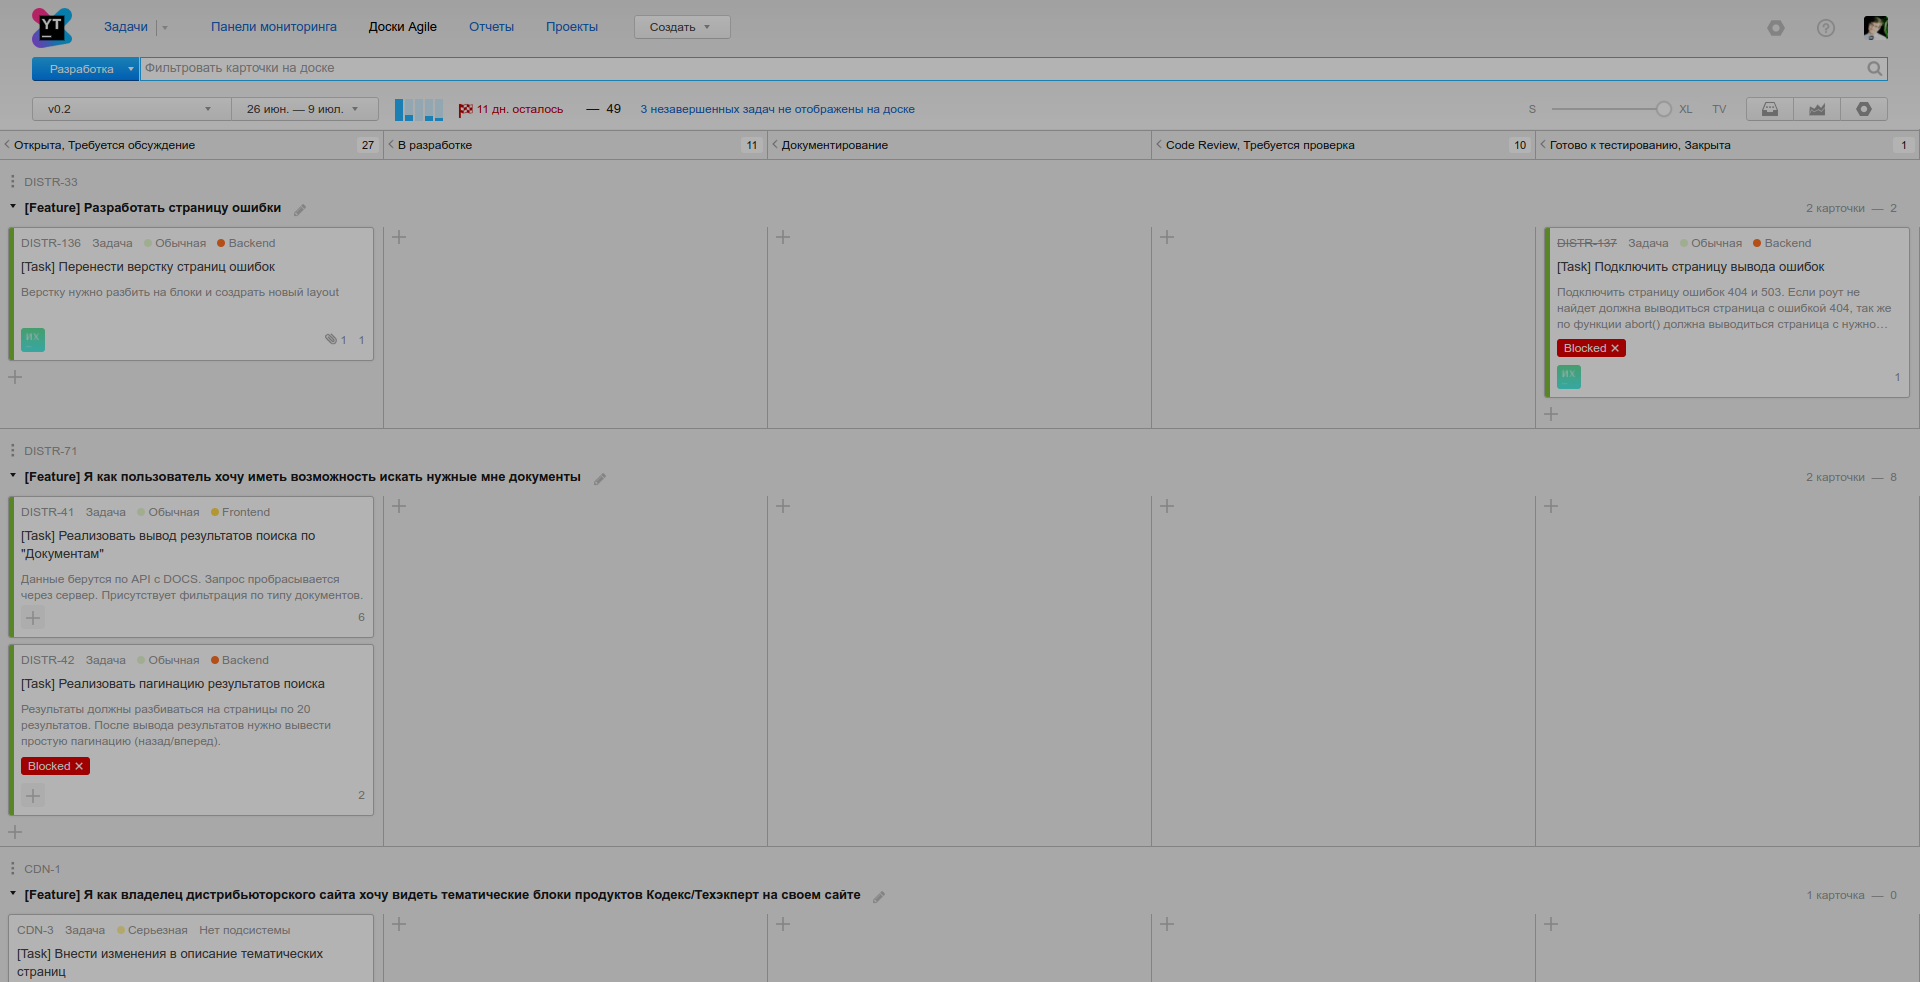 YT
Задачи
Панели мониторинга
Доски Agile
Отчеты
Проекты
Создать
Разработка
Фильтровать карточки на доске
v0.2
26 июн. — 9 июл.
11 дн. осталось
— 49
3 незавершенных задач не отображены на доске
S
XL
TV
Открыта, Требуется обсуждение
27
В разработке
11
Документирование
Code Review, Требуется проверка
10
Готово к тестированию, Закрыта
1
DISTR-33
[Feature] Разработать страницу ошибки
2 карточки — 2
DISTR-136 Задача Обычная Backend
[Task] Перенести верстку страниц ошибок
Верстку нужно разбить на блоки и создрать новый layout
ИХ
1 1
DISTR-137 Задача Обычная Backend
[Task] Подключить страницу вывода ошибок
Подключить страницу ошибок 404 и 503. Если роут не
найдет должна выводиться страница с ошибкой 404, так же
по функции abort() должна выводиться страница с нужно…
Blocked ✕
ИХ
1
DISTR-71
[Feature] Я как пользователь хочу иметь возможность искать нужные мне документы
2 карточки — 8
DISTR-41 Задача Обычная Frontend
[Task] Реализовать вывод результатов поиска по
"Документам"
Данные берутся по API с DOCS. Запрос пробрасывается
через сервер. Присутствует фильтрация по типу документов.
6
DISTR-42 Задача Обычная Backend
[Task] Реализовать пагинацию результатов поиска
Результаты должны разбиваться на страницы по 20
результатов. После вывода результатов нужно вывести
простую пагинацию (назад/вперед).
Blocked ✕
2
CDN-1
[Feature] Я как владелец дистрибьюторского сайта хочу видеть тематические блоки продуктов Кодекс/Техэксперт на своем сайте
1 карточка — 0
CDN-3 Задача Серьезная Нет подсистемы
[Task] Внести изменения в описание тематических
страниц